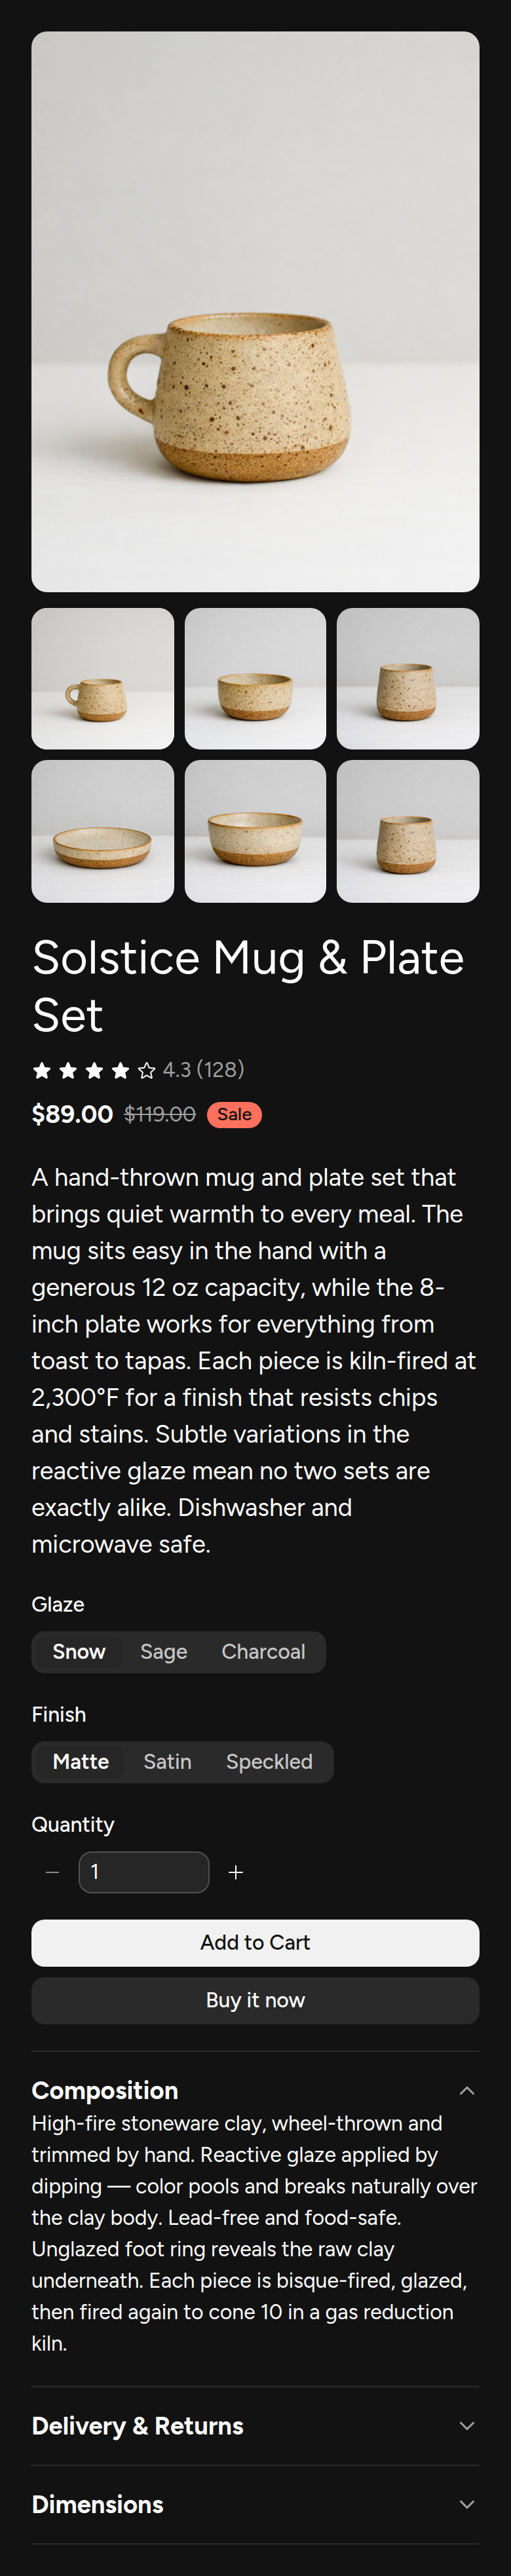 Solstice Mug & Plate
Set
4.3 (128)
$89.00 $119.00 Sale
A hand-thrown mug and plate set that
brings quiet warmth to every meal. The
mug sits easy in the hand with a
generous 12 oz capacity, while the 8-
inch plate works for everything from
toast to tapas. Each piece is kiln-fired at
2,300°F for a finish that resists chips
and stains. Subtle variations in the
reactive glaze mean no two sets are
exactly alike. Dishwasher and
microwave safe.
Glaze
Snow Sage Charcoal
Finish
Matte Satin Speckled
Quantity
1
Add to Cart
Buy it now
Composition
High-fire stoneware clay, wheel-thrown and
trimmed by hand. Reactive glaze applied by
dipping — color pools and breaks naturally over
the clay body. Lead-free and food-safe.
Unglazed foot ring reveals the raw clay
underneath. Each piece is bisque-fired, glazed,
then fired again to cone 10 in a gas reduction
kiln.
Delivery & Returns
Dimensions